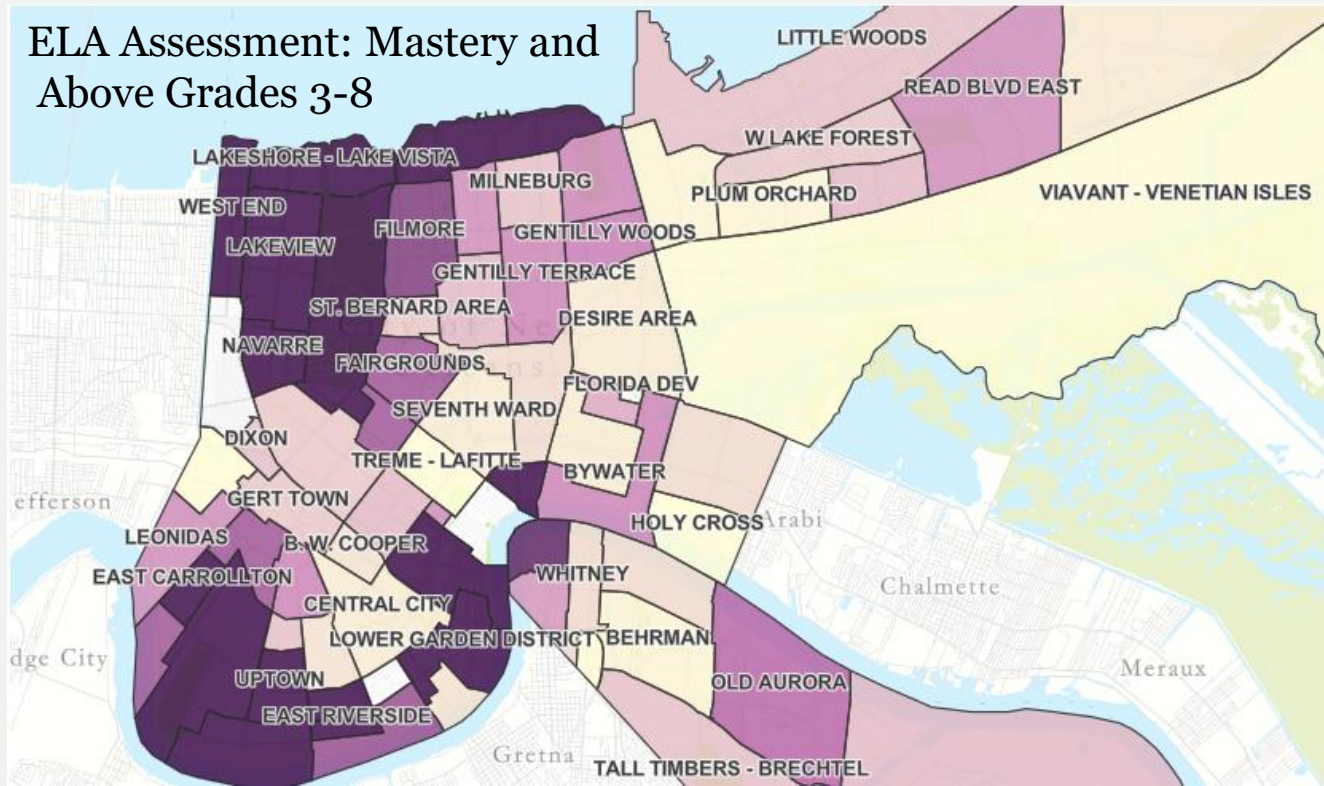 ELA Assessment: Mastery and
Above Grades 3-8
LITTLE WOODS
READ BLVD EAST
W LAKE FOREST
LAKESHORE - LAKE VISTA
MILNEBURG
PLUM ORCHARD
VIAVANT - VENETIAN ISLES
WEST END
FILMORE
GENTILLY WOODS
LAKEVIEW
GENTILLY TERRACE
ST. BERNARD AREA
DESIRE AREA
NAVARRE
FAIRGROUNDS
FLORIDA DEV
SEVENTH WARD
DIXON
TREME - LAFITTE
BYWATER
efferson
GERT TOWN
HOLY CROSS
Arabi
LEONIDAS
B. W. COOPER
EAST CARROLLTON
WHITNEY
Chalmette
CENTRAL CITY
LOWER GARDEN DISTRICT
BEHRMAN
dge City
Meraux
UPTOWN
OLD AURORA
EAST RIVERSIDE
Gretna
TALL TIMBERS - BRECHTEL